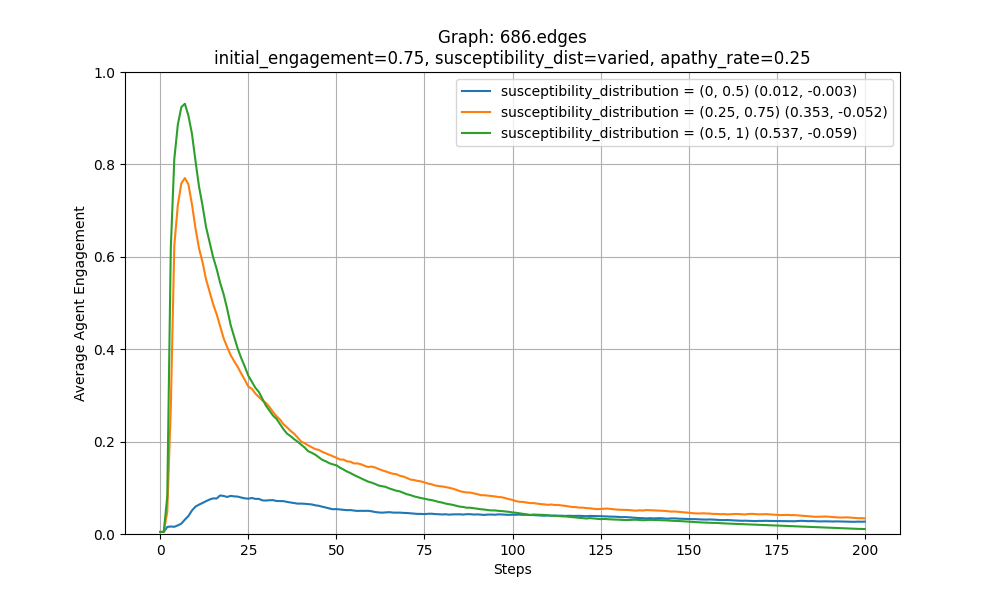 Graph: 686.edges
initial_engagement=0.75, susceptibility_dist=varied, apathy_rate=0.25
susceptibility_distribution = (0, 0.5) (0.012, -0.003)
susceptibility_distribution = (0.25, 0.75) (0.353, -0.052)
susceptibility_distribution = (0.5, 1) (0.537, -0.059)
Average Agent Engagement
1.0
0.8
0.6
0.4
0.2
0.0
0 25 50 75 100 125 150 175 200
Steps